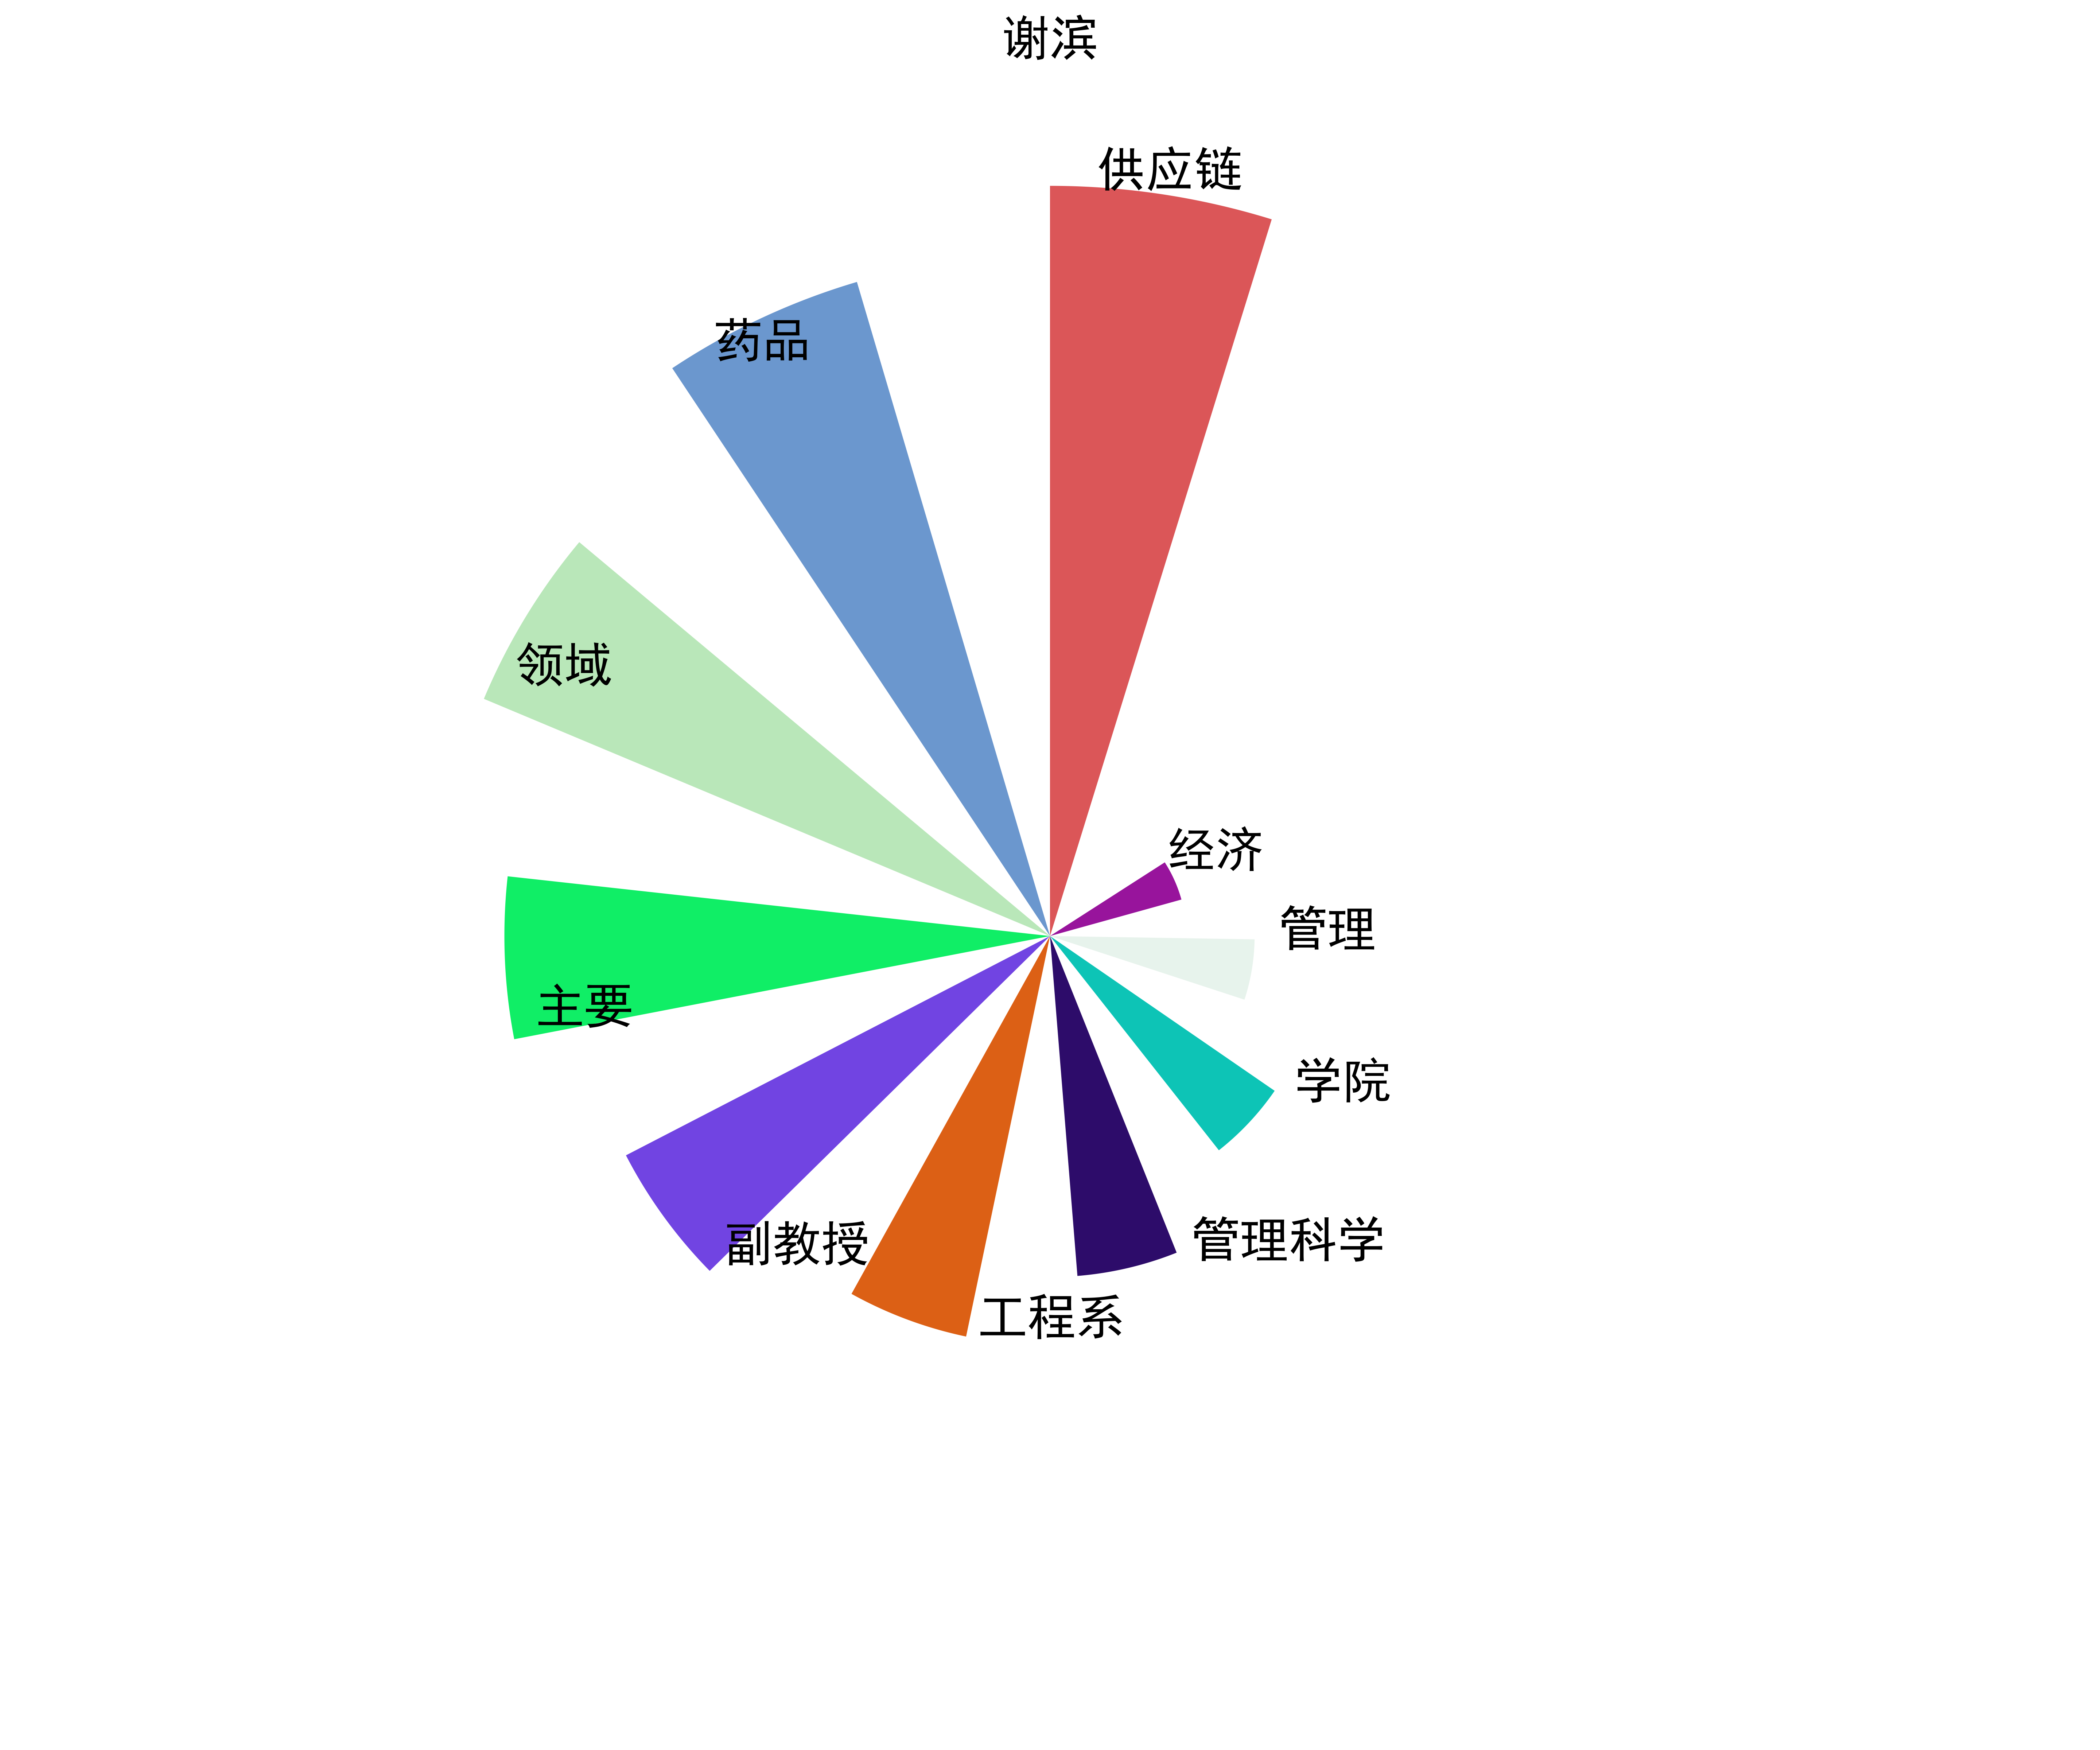 谢滨
供应链
药品
领域
经济
管理
主要
学院
副教授
管理科学
工程系